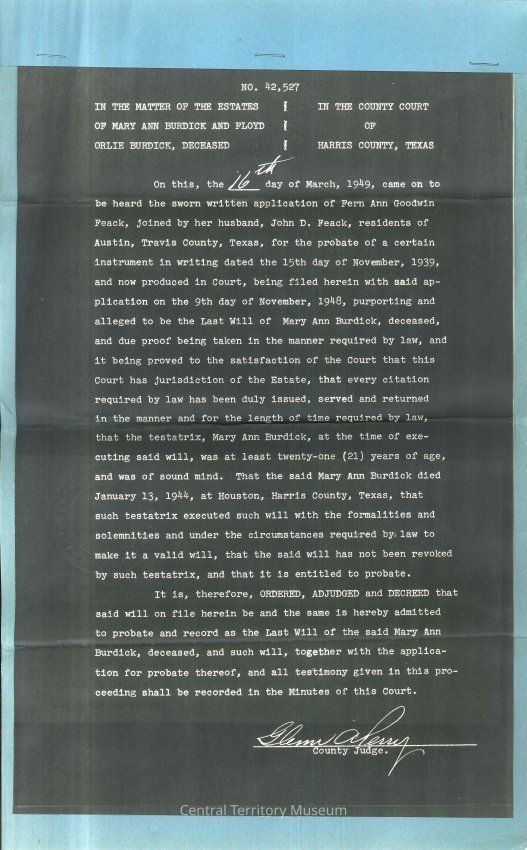 NO. 42,527
IN THE MATTER OF THE ESTATES | IN THE COUNTY COURT
OF MARY ANN BURDICK AND FLOYD | OF
ORLIE BURDICK, DECEASED | HARRIS COUNTY, TEXAS
On this, the 16th day of March, 1949, came on to
be heard the sworn written application of Fern Ann Goodwin
Feack, joined by her husband, John D. Feack, residents of
Austin, Travis County, Texas, for the probate of a certain
instrument in writing dated the 15th day of November, 1939,
and now produced in Court, being filed herein with said ap-
plication on the 9th day of November, 1948, purporting and
alleged to be the Last Will of Mary Ann Burdick, deceased,
and due proof being taken in the manner required by law, and
it being proved to the satisfaction of the Court that this
Court has jurisdiction of the Estate, that every citation
required by law has been duly issued, served and returned
in the manner and for the length of time required by law,
that the testatrix, Mary Ann Burdick, at the time of exe-
cuting said will, was at least twenty-one (21) years of age,
and was of sound mind. That the said Mary Ann Burdick died
January 13, 1944, at Houston, Harris County, Texas, that
such testatrix executed such will with the formalities and
solemnities and under the circumstances required by law to
make it a valid will, that the said will has not been revoked
by such testatrix, and that it is entitled to probate.
It is, therefore, ORDERED, ADJUDGED and DECREED that
said will on file herein be and the same is hereby admitted
to probate and record as the Last Will of the said Mary Ann
Burdick, deceased, and such will, together with the applica-
tion for probate thereof, and all testimony given in this pro-
ceeding shall be recorded in the Minutes of this Court.
Glenn A Perry
County Judge.
Central Territory Museum